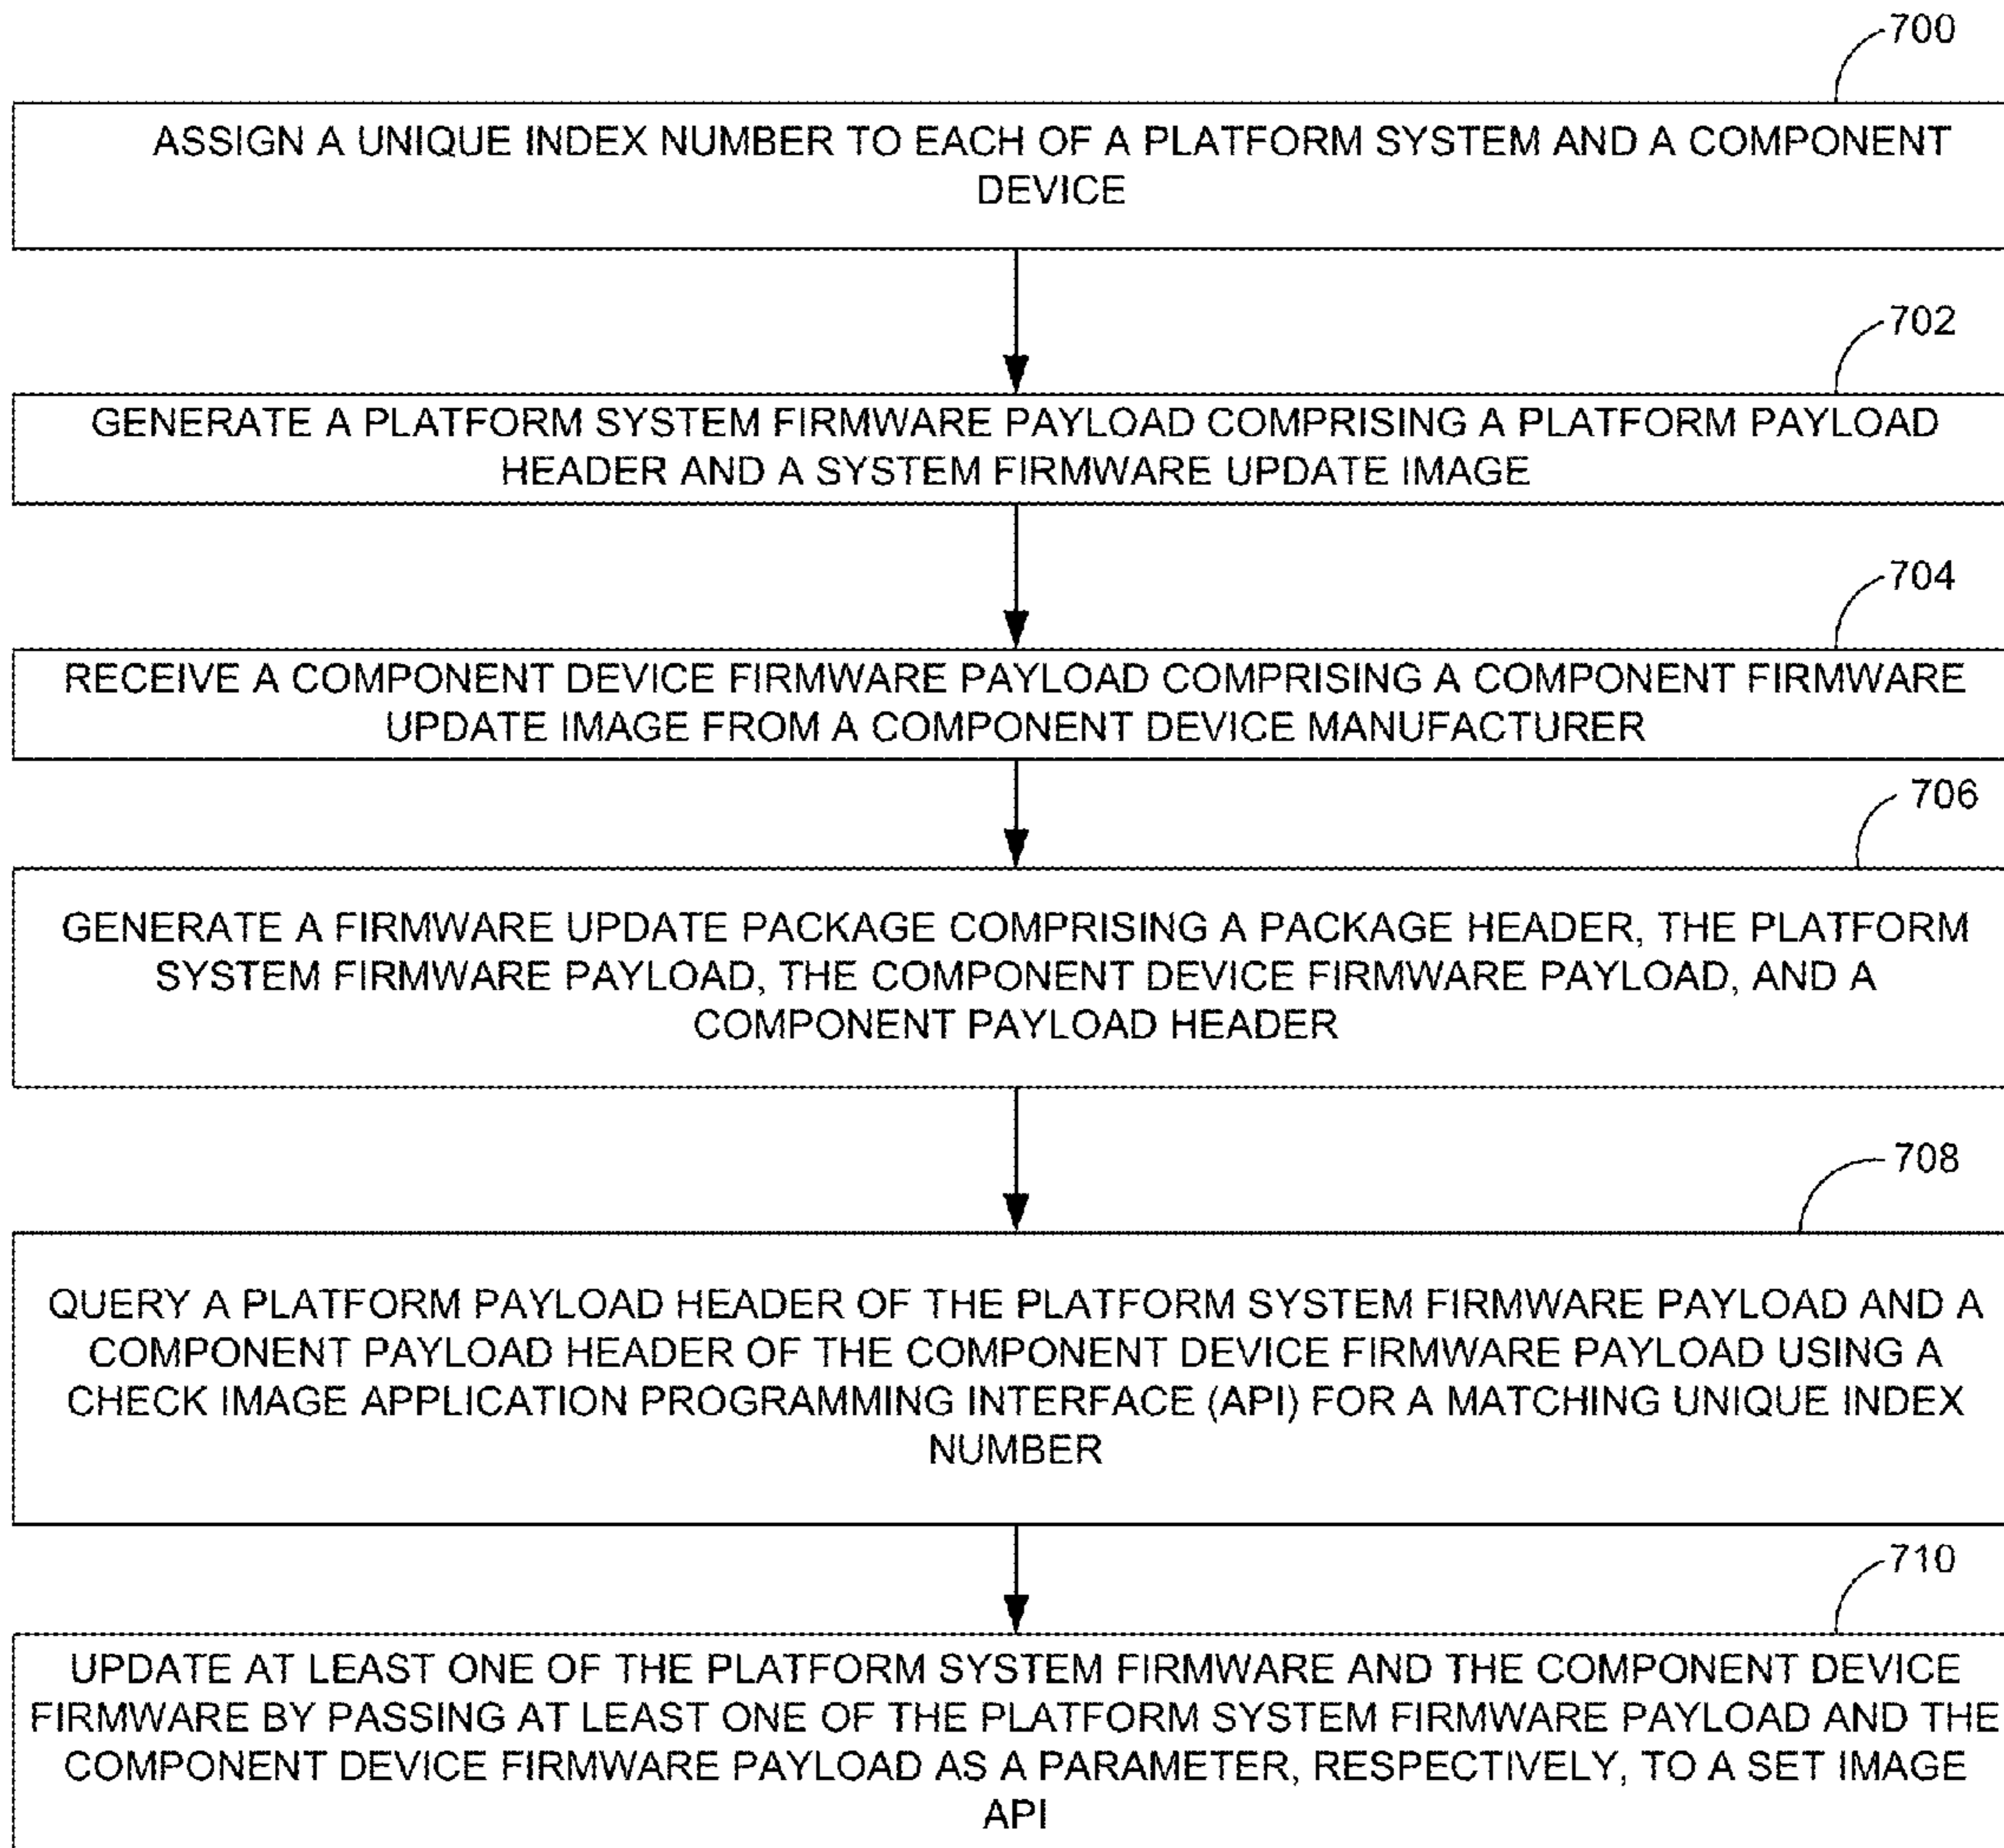 700
ASSIGN A UNIQUE INDEX NUMBER TO EACH OF A PLATFORM SYSTEM AND A COMPONENT
DEVICE
702
GENERATE A PLATFORM SYSTEM FIRMWARE PAYLOAD COMPRISING A PLATFORM PAYLOAD
HEADER AND A SYSTEM FIRMWARE UPDATE IMAGE
704
RECEIVE A COMPONENT DEVICE FIRMWARE PAYLOAD COMPRISING A COMPONENT FIRMWARE
UPDATE IMAGE FROM A COMPONENT DEVICE MANUFACTURER
706
GENERATE A FIRMWARE UPDATE PACKAGE COMPRISING A PACKAGE HEADER, THE PLATFORM
SYSTEM FIRMWARE PAYLOAD, THE COMPONENT DEVICE FIRMWARE PAYLOAD, AND A
COMPONENT PAYLOAD HEADER
708
QUERY A PLATFORM PAYLOAD HEADER OF THE PLATFORM SYSTEM FIRMWARE PAYLOAD AND A
COMPONENT PAYLOAD HEADER OF THE COMPONENT DEVICE FIRMWARE PAYLOAD USING A
CHECK IMAGE APPLICATION PROGRAMMING INTERFACE (API) FOR A MATCHING UNIQUE INDEX
NUMBER
710
UPDATE AT LEAST ONE OF THE PLATFORM SYSTEM FIRMWARE AND THE COMPONENT DEVICE
FIRMWARE BY PASSING AT LEAST ONE OF THE PLATFORM SYSTEM FIRMWARE PAYLOAD AND THE
COMPONENT DEVICE FIRMWARE PAYLOAD AS A PARAMETER, RESPECTIVELY, TO A SET IMAGE
API